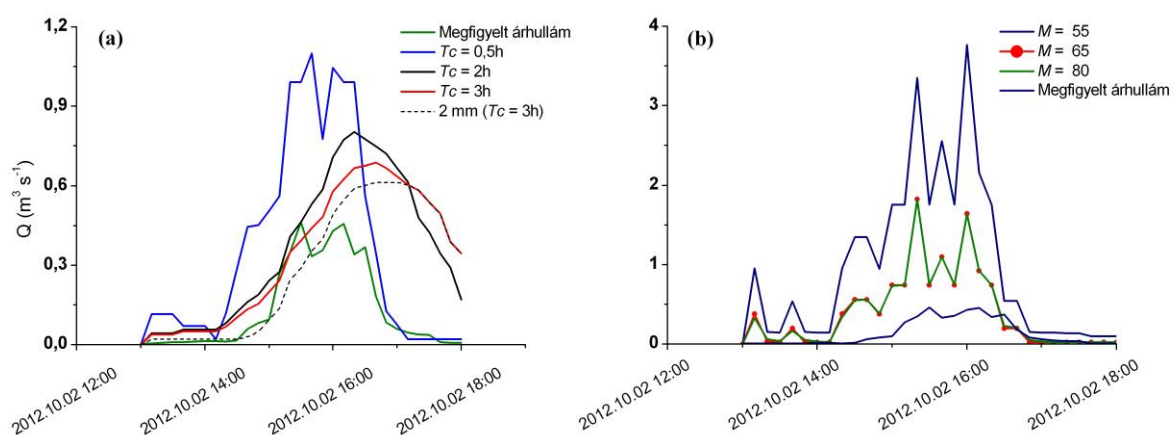 (a)
Megfigyelt árhullám
Tc = 0,5h
Tc = 2h
Tc = 3h
2 mm (Tc = 3h)
Q (m³ s⁻¹)
1,2
0,9
0,6
0,3
0,0
2012.10.02 12:00
2012.10.02 14:00
2012.10.02 16:00
2012.10.02 18:00
(b)
M = 55
M = 65
M = 80
Megfigyelt árhullám
4
3
2
1
0
2012.10.02 12:00
2012.10.02 14:00
2012.10.02 16:00
2012.10.02 18:00